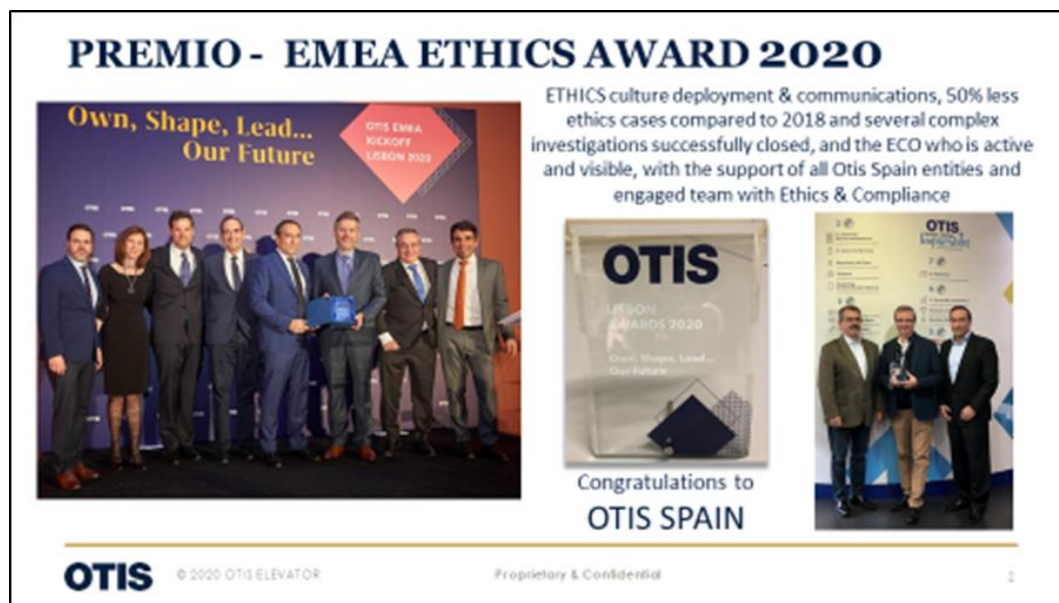 PREMIO - EMEA ETHICS AWARD 2020
Own, Shape, Lead...
Our Future
OTIS EMEA
KICKOFF
LISBON 2020
ETHICS culture deployment & communications, 50% less
ethics cases compared to 2018 and several complex
investigations successfully closed, and the ECO who is active
and visible, with the support of all Otis Spain entities and
engaged team with Ethics & Compliance
OTIS
LISBON
AWARDS 2020
Own, Shape, Lead...
Our Future
OTIS
Congratulations to
OTIS SPAIN
OTIS
© 2020 OTIS ELEVATOR
Proprietary & Confidential
2